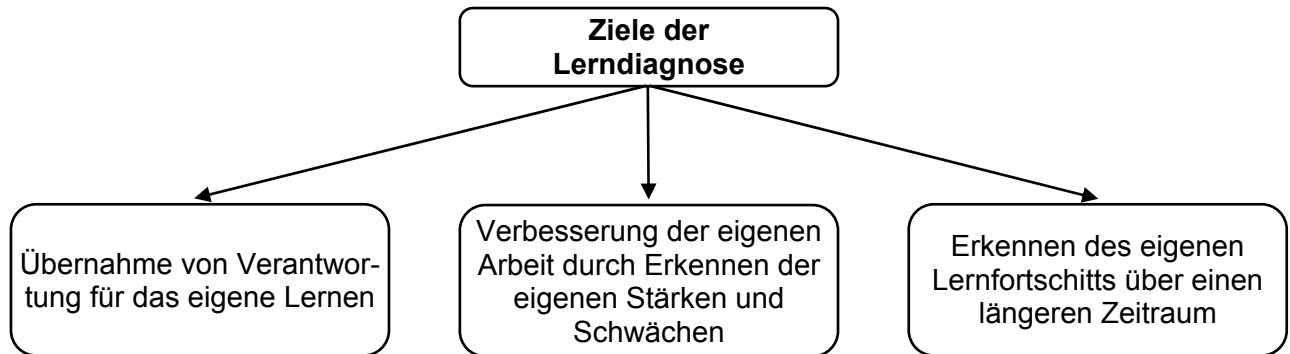 Ziele der
Lerndiagnose
Übernahme von Verantwor-
tung für das eigene Lernen
Verbesserung der eigenen
Arbeit durch Erkennen der
eigenen Stärken und
Schwächen
Erkennen des eigenen
Lernfortschitts über einen
längeren Zeitraum